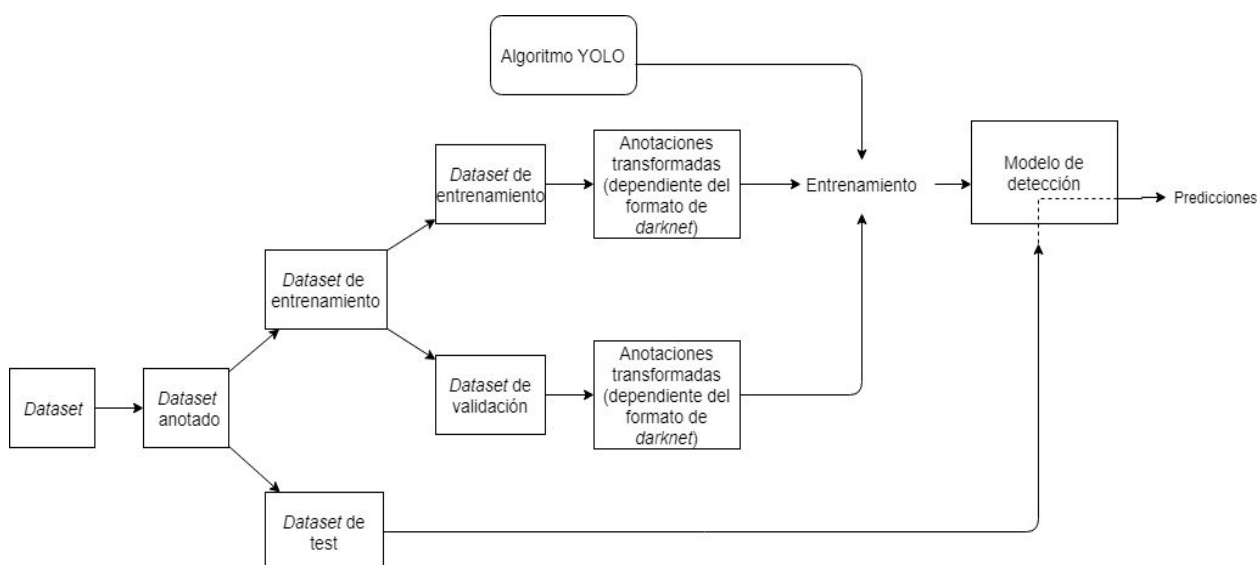 Algoritmo YOLO
Dataset de
entrenamiento
Anotaciones
transformadas
(dependiente del
formato de
darknet)
Entrenamiento
Modelo de
detección
Predicciones
Dataset de
entrenamiento
Dataset
Dataset
anotado
Dataset de
validación
Anotaciones
transformadas
(dependiente del
formato de
darknet)
Dataset de
test